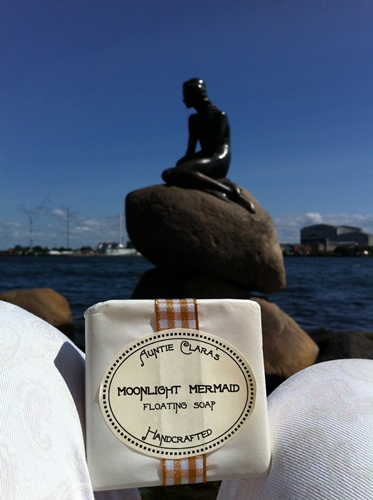 Auntie Clara's
Moonlight Mermaid
Floating Soap
Handcrafted